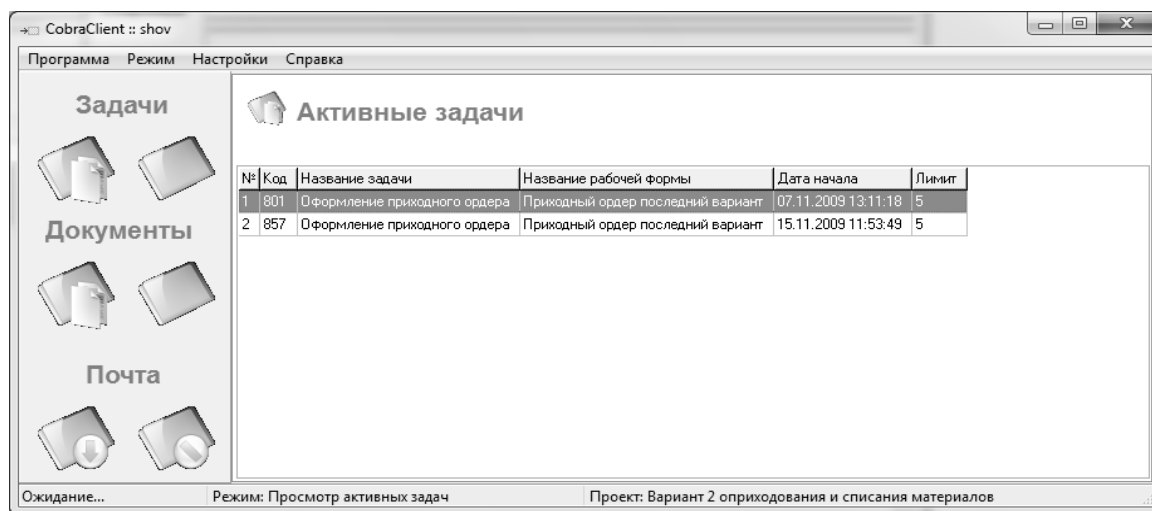 CobraClient :: shov
Программа Режим Настройки Справка
Задачи
Документы
Почта
Активные задачи
№ Код Название задачи Название рабочей формы Дата начала Лимит
1 801 Оформление приходного ордера Приходный ордер последний вариант 07.11.2009 13:11:18 5
2 857 Оформление приходного ордера Приходный ордер последний вариант 15.11.2009 11:53:49 5
Ожидание... Режим: Просмотр активных задач Проект: Вариант 2 оприходования и списания материалов